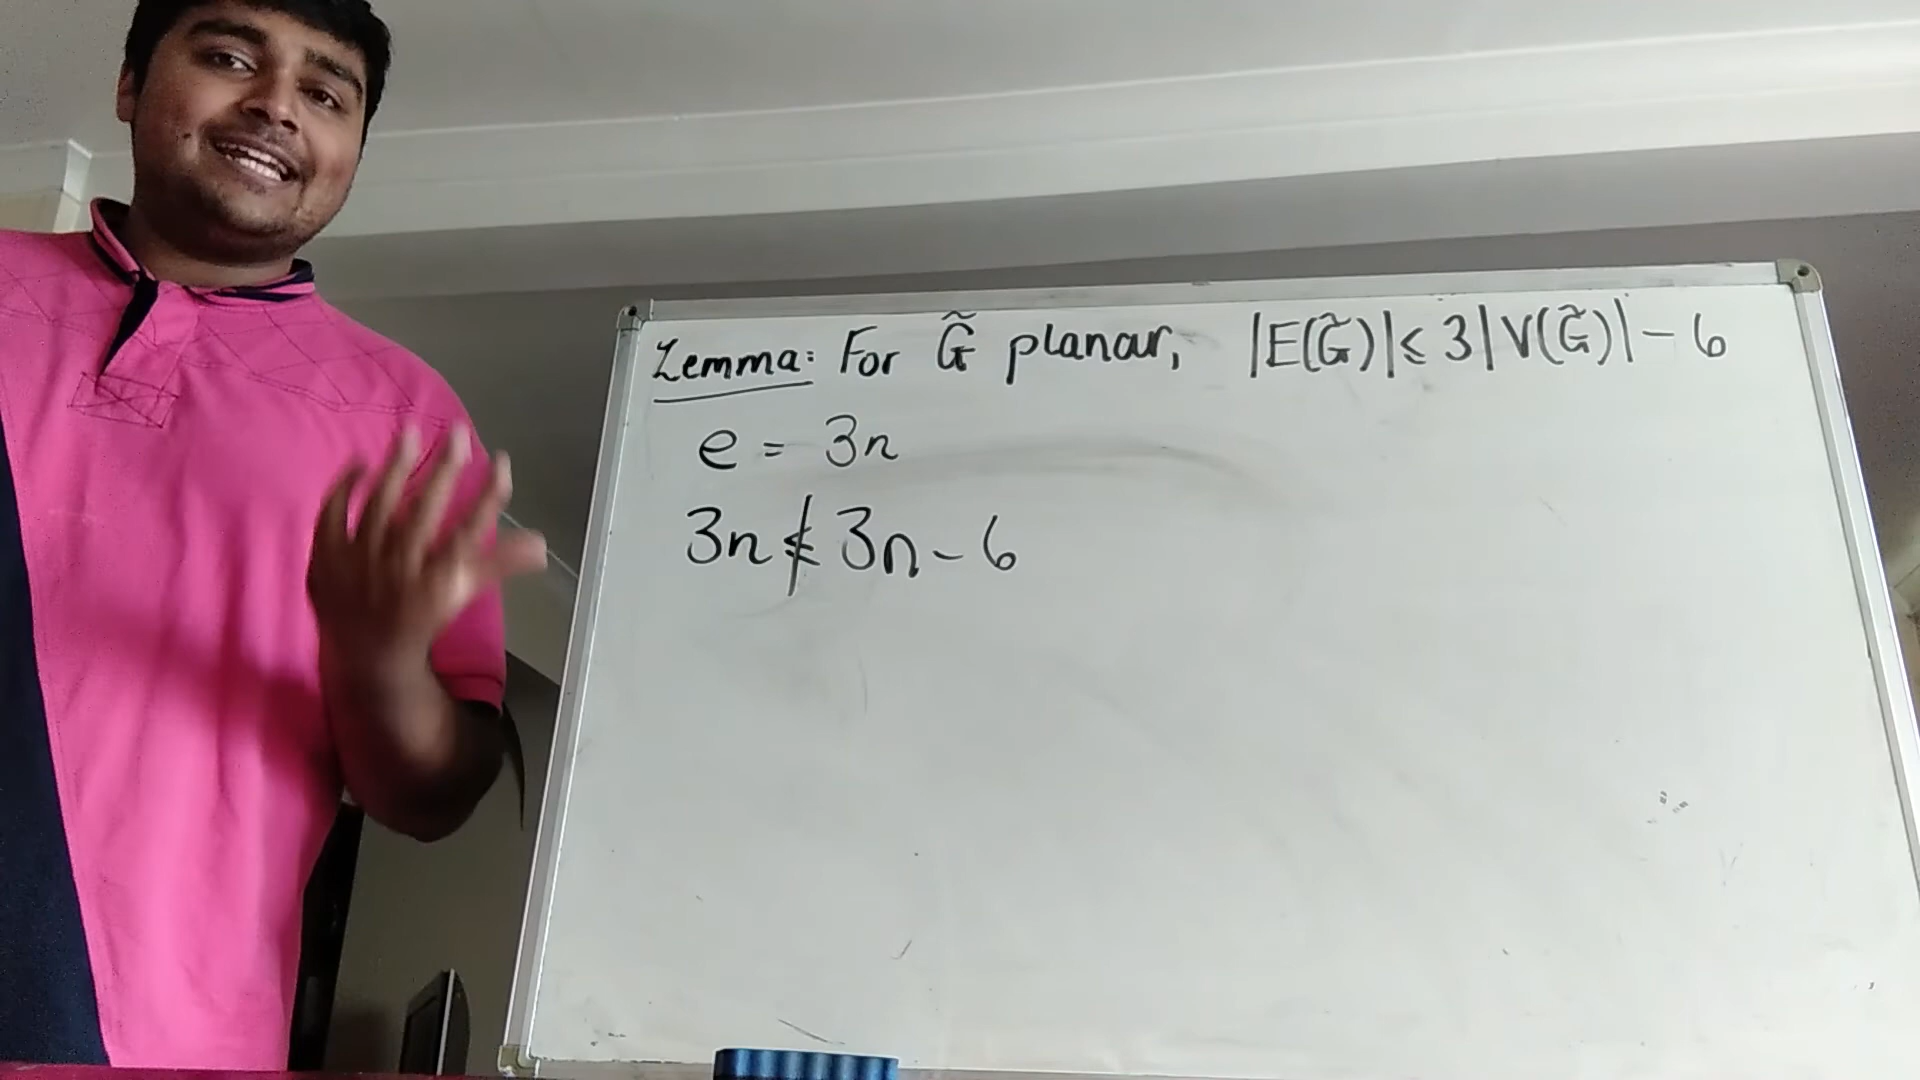 Lemma: For G̃ planar, |E(G̃)| ≤ 3|V(G̃)| - 6
e = 3n
3n ≰ 3n - 6